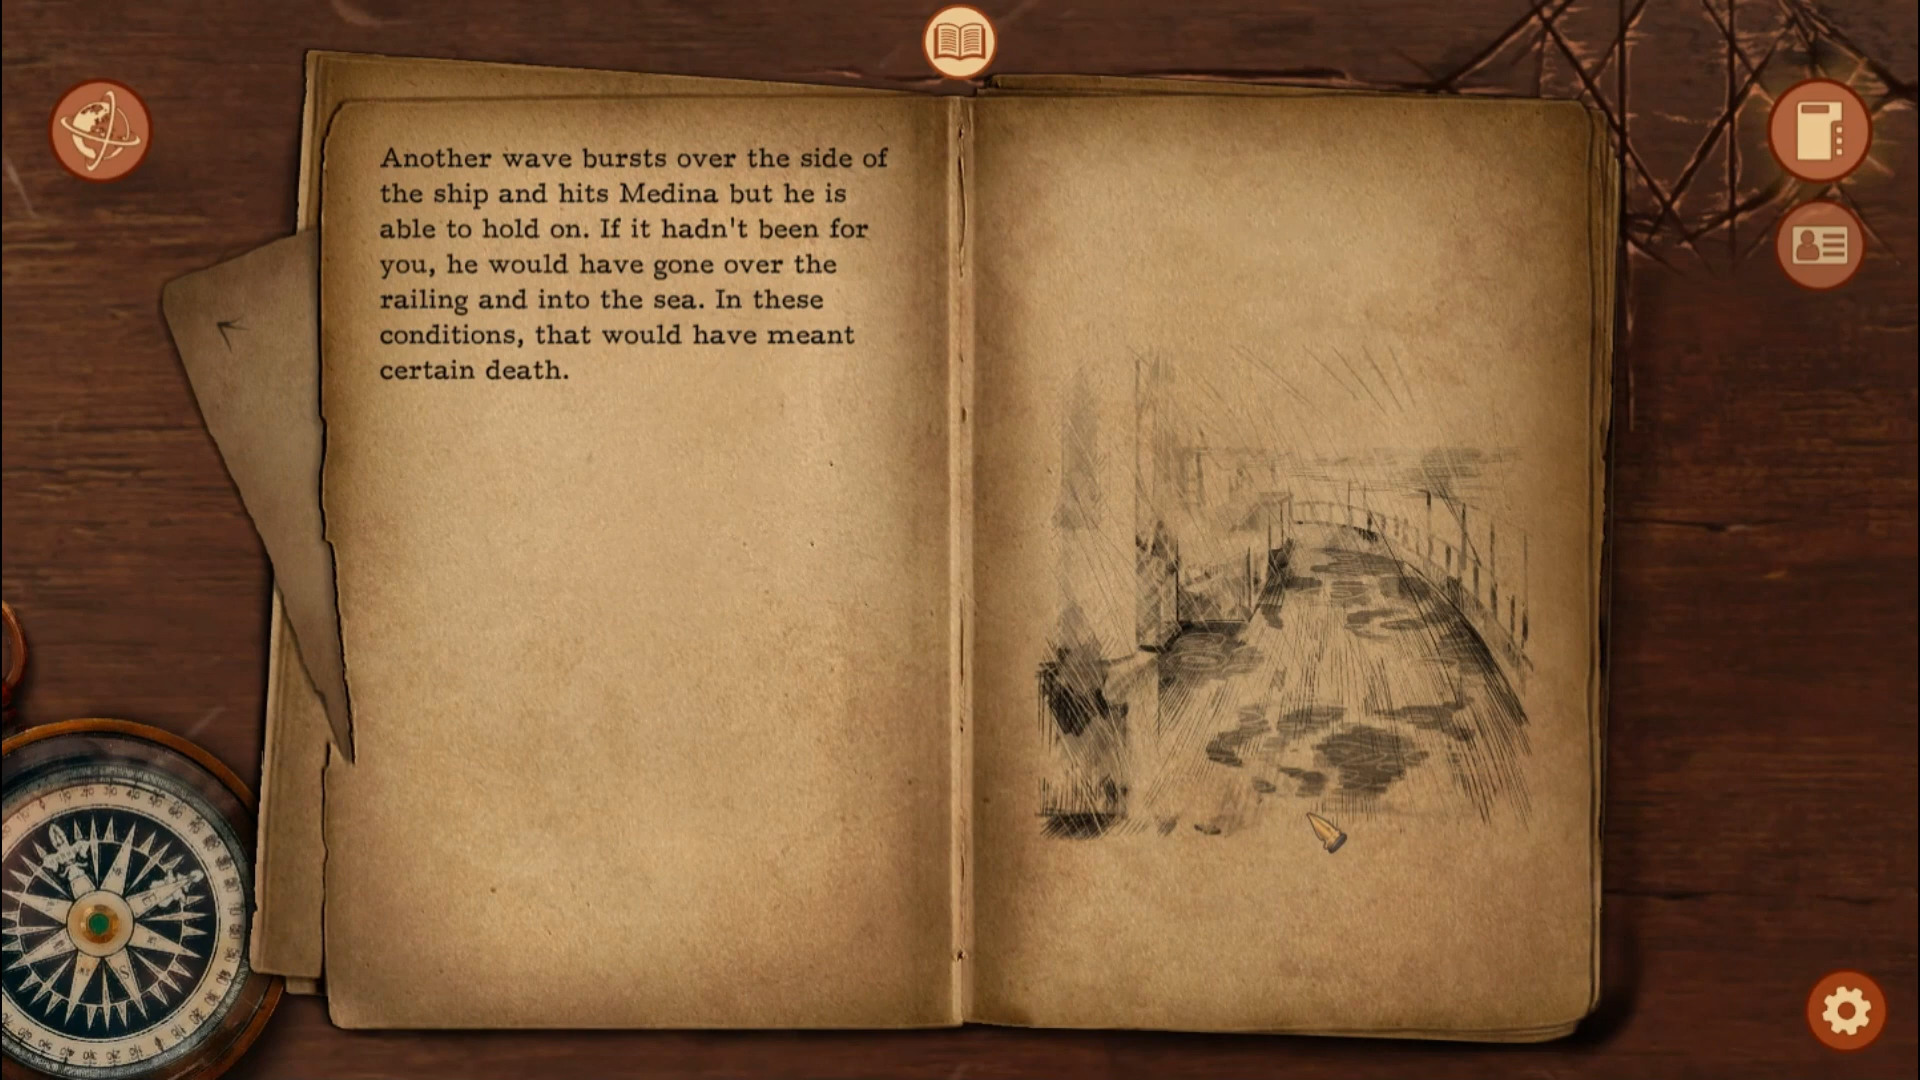 Another wave bursts over the side of
the ship and hits Medina but he is
able to hold on. If it hadn't been for
you, he would have gone over the
railing and into the sea. In these
conditions, that would have meant
certain death.